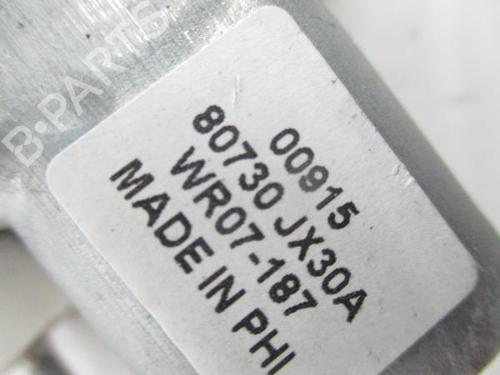 B-PARTS
00915
80730 JX30A
WR07-187
MADE IN PHI